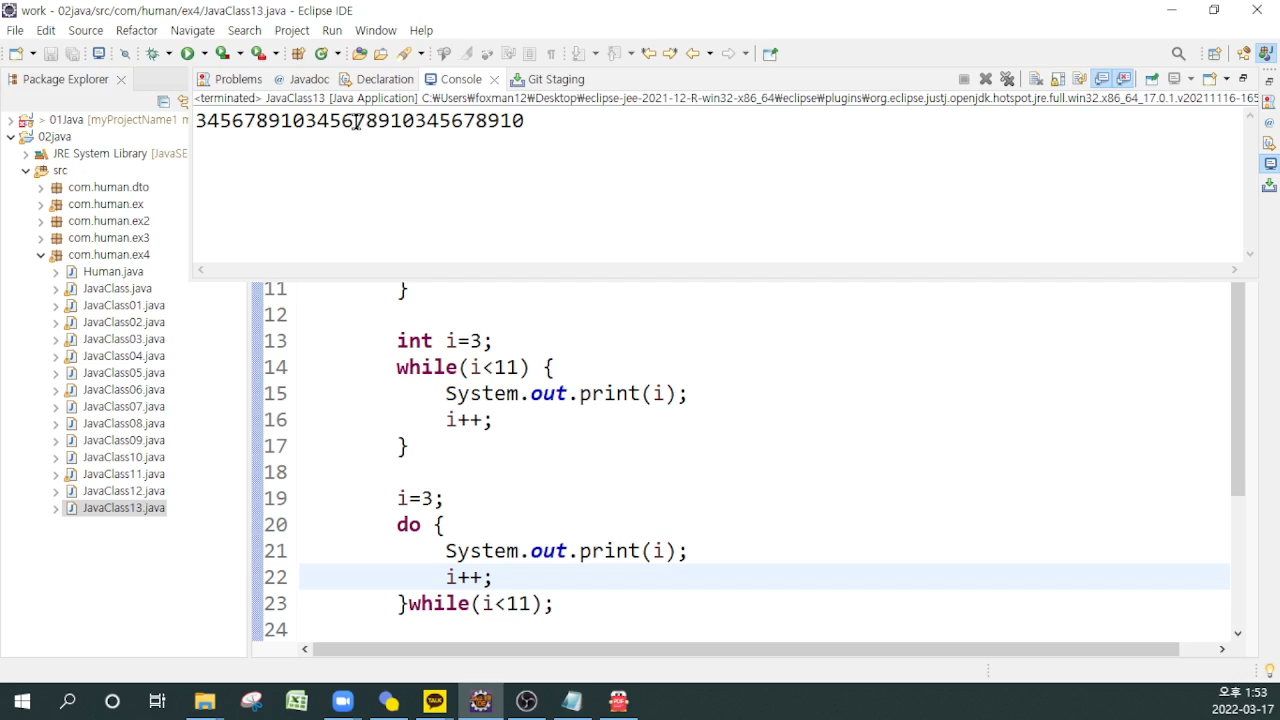 work - 02java/src/com/human/ex4/JavaClass13.java - Eclipse IDE
File Edit Source Refactor Navigate Search Project Run Window Help
Package Explorer
Problems Javadoc Declaration Console Git Staging
<terminated> JavaClass13 [Java Application] C:₩Users₩foxman12₩Desktop₩eclipse-jee-2021-12-R-win32-x86_64₩eclipse₩plugins₩org.eclipse.justj.openjdk.hotspot.jre.full.win32.x86_64_17.0.1.v20211116-165
345678910345678910345678910
> 01Java [myProjectName1 m
02java
JRE System Library [JavaSE
src
com.human.dto
com.human.ex
com.human.ex2
com.human.ex3
com.human.ex4
Human.java
JavaClass.java
JavaClass01.java
JavaClass02.java
JavaClass03.java
JavaClass04.java
JavaClass05.java
JavaClass06.java
JavaClass07.java
JavaClass08.java
JavaClass09.java
JavaClass10.java
JavaClass11.java
JavaClass12.java
JavaClass13.java
11 }
12
13 int i=3;
14 while(i<11) {
15 System.out.print(i);
16 i++;
17 }
18
19 i=3;
20 do {
21 System.out.print(i);
22 i++;
23 }while(i<11);
24
TALK
PDF
오후 1:53
2022-03-17